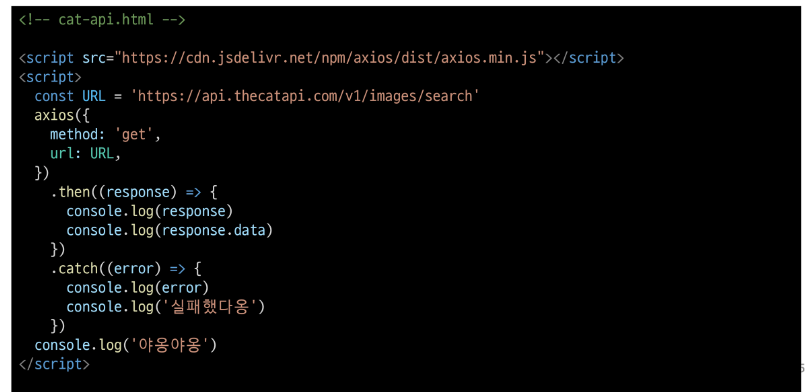 <!-- cat-api.html -->
<script src="https://cdn.jsdelivr.net/npm/axios/dist/axios.min.js"></script>
<script>
  const URL = 'https://api.thecatapi.com/v1/images/search'
  axios({
    method: 'get',
    url: URL,
  })
    .then((response) => {
      console.log(response)
      console.log(response.data)
    })
    .catch((error) => {
      console.log(error)
      console.log('실패했다옹')
    })
  console.log('야옹야옹')
</script>